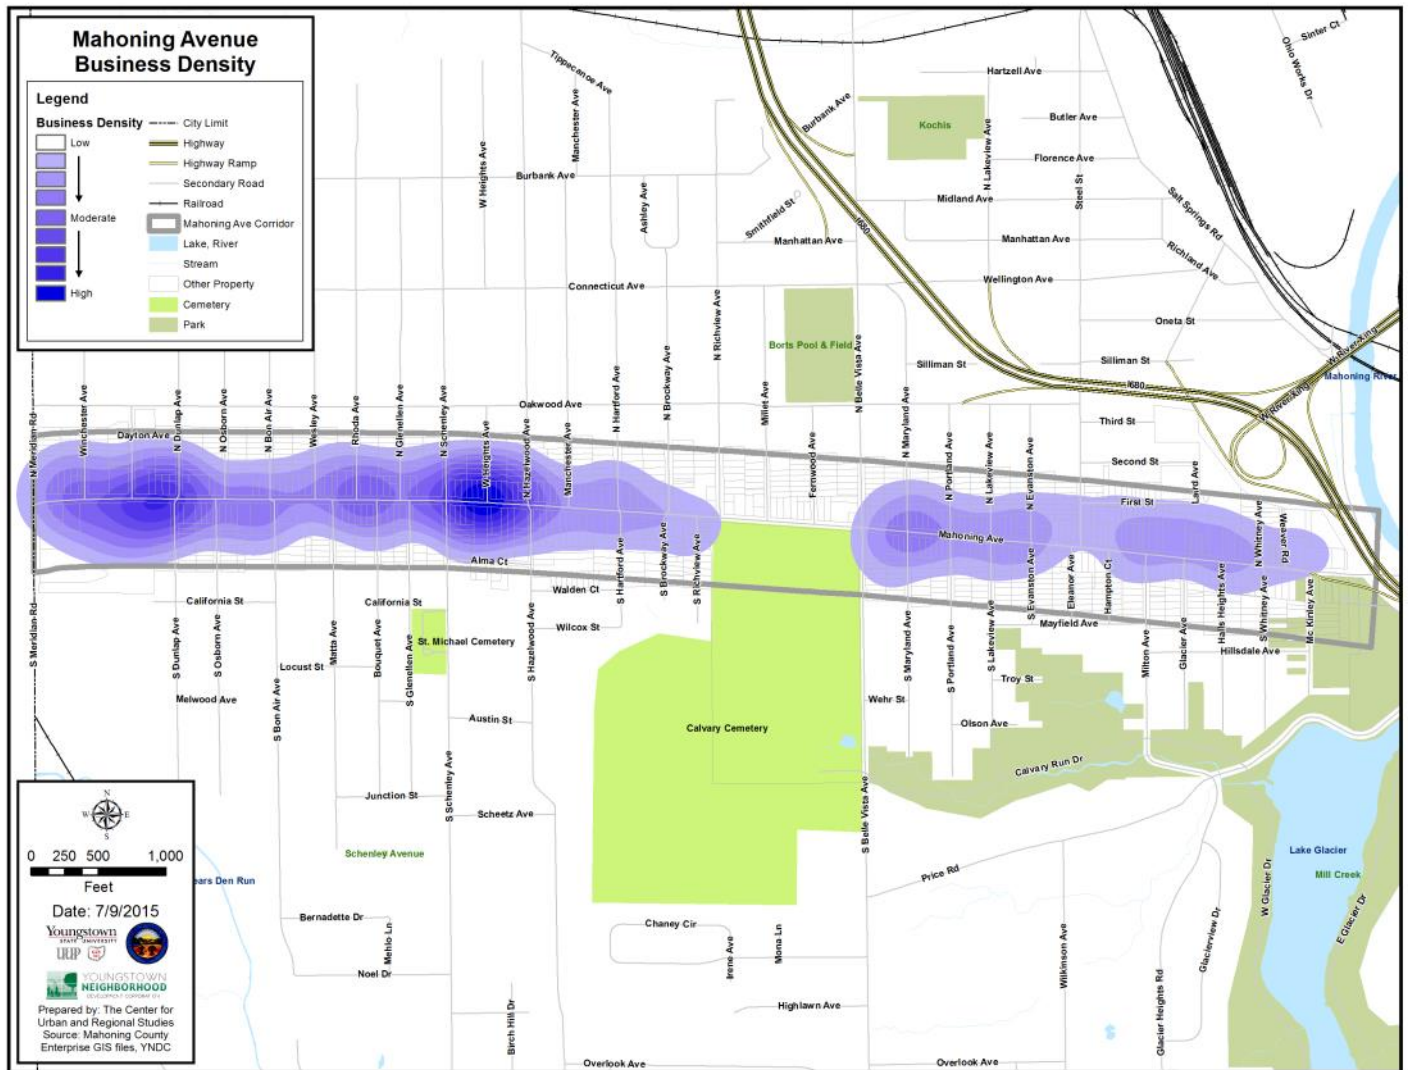 Mahoning Avenue
Business Density
Legend
Business Density
Low
Moderate
High
City Limit
Highway
Highway Ramp
Secondary Road
Railroad
Mahoning Ave Corridor
Lake, River
Stream
Other Property
Cemetery
Park
Tippecanoe Ave
Manchester Ave
W Heights Ave
Burbank Ave
Ashley Ave
Burbank Ave
Smithfield St
Manhattan Ave
I680
Kochis
Hartzell Ave
Butler Ave
Florence Ave
N Lakeview Ave
Steel St
Midland Ave
Manhattan Ave
Salt Springs Rd
Richland Ave
Wellington Ave
Sinter Ct
Ohio Works Dr
Connecticut Ave
N Richview Ave
Borts Pool & Field
N Belle Vista Ave
Oneta St
Silliman St
Silliman St
I680
W River-King
W River-King
Mahoning River
N Meridian Rd
Winchester Ave
Dayton Ave
N Dunlap Ave
N Osborn Ave
N Bon Air Ave
Wesley Ave
Rhoda Ave
N Glenellen Ave
N Schenley Ave
W Heights Ave
N Hazelwood Ave
Oakwood Ave
Manchester Ave
N Hartford Ave
N Brockway Ave
Millet Ave
Fernwood Ave
N Maryland Ave
N Portland Ave
N Lakeview Ave
N Evanston Ave
Third St
Second St
First St
Laird Ave
N Whitney Ave
Weaver Rd
Mahoning Ave
Alma Ct
Walden Ct
Wilcox St
S Hartford Ave
S Brockway Ave
S Richview Ave
S Evanston Ave
Eleanor Ave
Hampton Ct
Mayfield Ave
Halls Heights Ave
S Whitney Ave
Mc Kinley Ave
Hillsdale Ave
S Meridian Rd
California St
S Dunlap Ave
S Osborn Ave
Melwood Ave
S Bon Air Ave
Locust St
Matta Ave
California St
Bouquet Ave
S Glenellen Ave
St. Michael Cemetery
S Hazelwood Ave
Austin St
S Schenley Ave
Junction St
Scheetz Ave
Schenley Avenue
Calvary Cemetery
S Belle Vista Ave
S Maryland Ave
S Portland Ave
S Lakeview Ave
Wehr St
Troy St
Olson Ave
Milton Ave
Glacier Ave
Calvary Run Dr
Price Rd
Lake Glacier
Mill Creek
W Glacier Dr
E Glacier Dr
Glacierview Dr
Glacier Heights Rd
Wilkinson Ave
Bernadette Dr
Mehlo Ln
Noel Dr
Birch Hill Dr
Chaney Cir
Irene Ave
Mona Ln
Highlawn Ave
Overlook Ave
Overlook Ave
ears Den Run
N
W E
S
0 250 500 1,000
Feet
Date: 7/9/2015
Youngstown
STATE UNIVERSITY
YOUNGSTOWN
NEIGHBORHOOD
DEVELOPMENT CORPORATION
Prepared by: The Center for
Urban and Regional Studies
Source: Mahoning County
Enterprise GIS files, YNDC